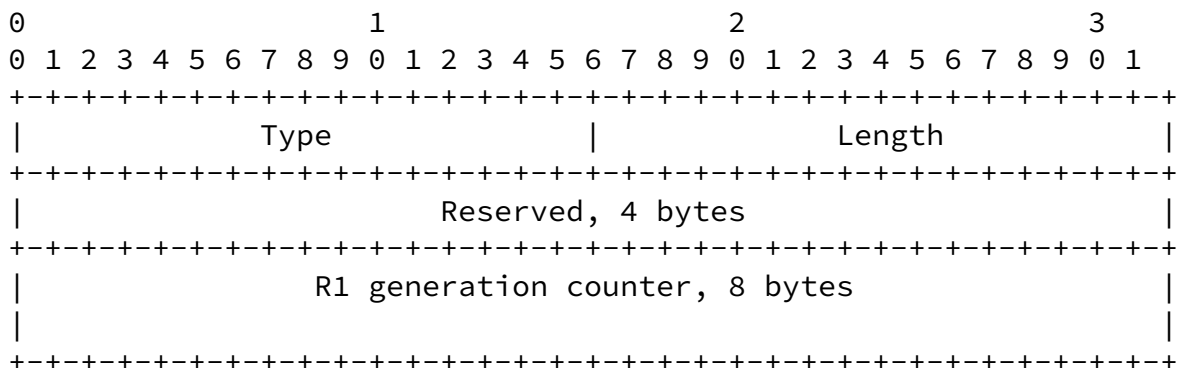 0                   1                   2                   3
0 1 2 3 4 5 6 7 8 9 0 1 2 3 4 5 6 7 8 9 0 1 2 3 4 5 6 7 8 9 0 1
+-+-+-+-+-+-+-+-+-+-+-+-+-+-+-+-+-+-+-+-+-+-+-+-+-+-+-+-+-+-+-+-+
|             Type              |             Length            |
+-+-+-+-+-+-+-+-+-+-+-+-+-+-+-+-+-+-+-+-+-+-+-+-+-+-+-+-+-+-+-+-+
|                       Reserved, 4 bytes                       |
+-+-+-+-+-+-+-+-+-+-+-+-+-+-+-+-+-+-+-+-+-+-+-+-+-+-+-+-+-+-+-+-+
|                R1 generation counter, 8 bytes                 |
|                                                               |
+-+-+-+-+-+-+-+-+-+-+-+-+-+-+-+-+-+-+-+-+-+-+-+-+-+-+-+-+-+-+-+-+